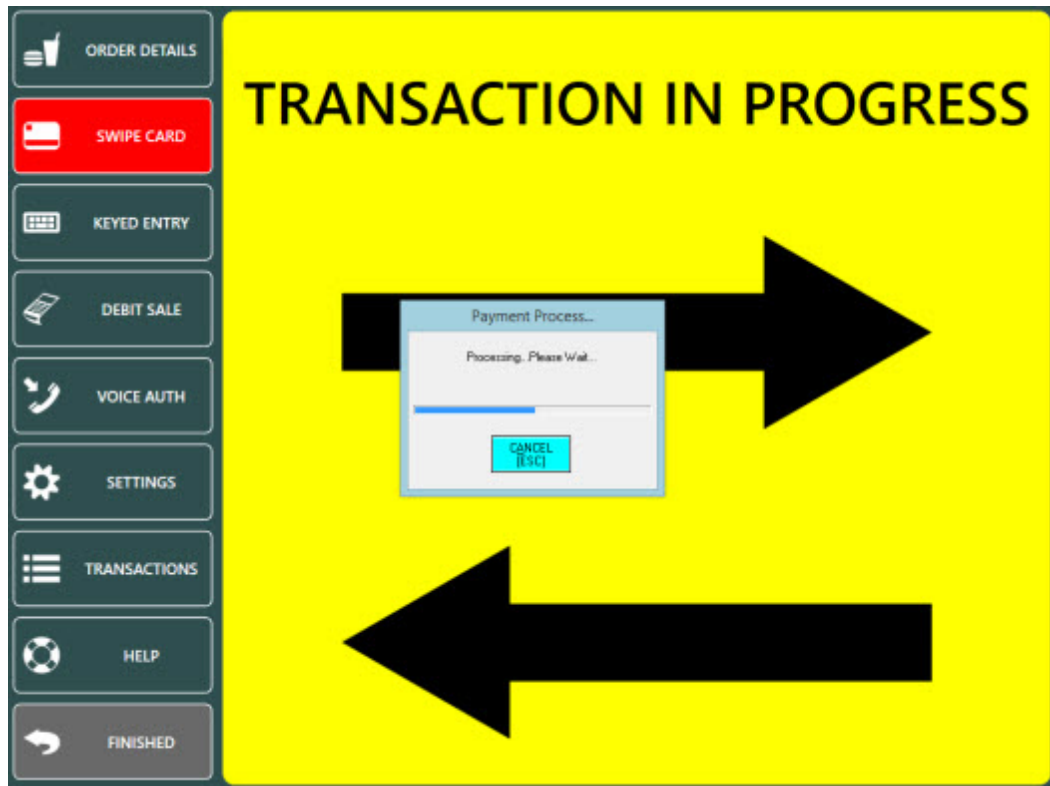 ORDER DETAILS
SWIPE CARD
KEYED ENTRY
DEBIT SALE
VOICE AUTH
SETTINGS
TRANSACTIONS
HELP
FINISHED
TRANSACTION IN PROGRESS
Payment Process...
Processing...Please Wait...
CANCEL
[ESC]